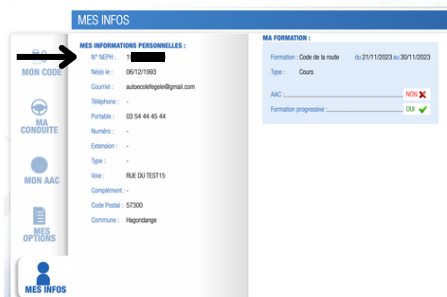 MES INFOS
MES INFORMATIONS PERSONNELLES :
N° NEPH : 1
Né(e) le : 06/12/1993
Courriel : autoecolefegele@gmail.com
Téléphone : -
Portable : 03 54 44 45 44
Numéro : -
Extension : -
Type : -
Voie : RUE DU TEST15
Complément : -
Code Postal : 57300
Commune : Hagondange
MA FORMATION :
Formation : Code de la route du 21/11/2023 au 30/11/2023
Type : Cours
AAC : NON
Formation progressive : OUI
MON CODE
MA
CONDUITE
MON AAC
MES
OPTIONS
MES INFOS